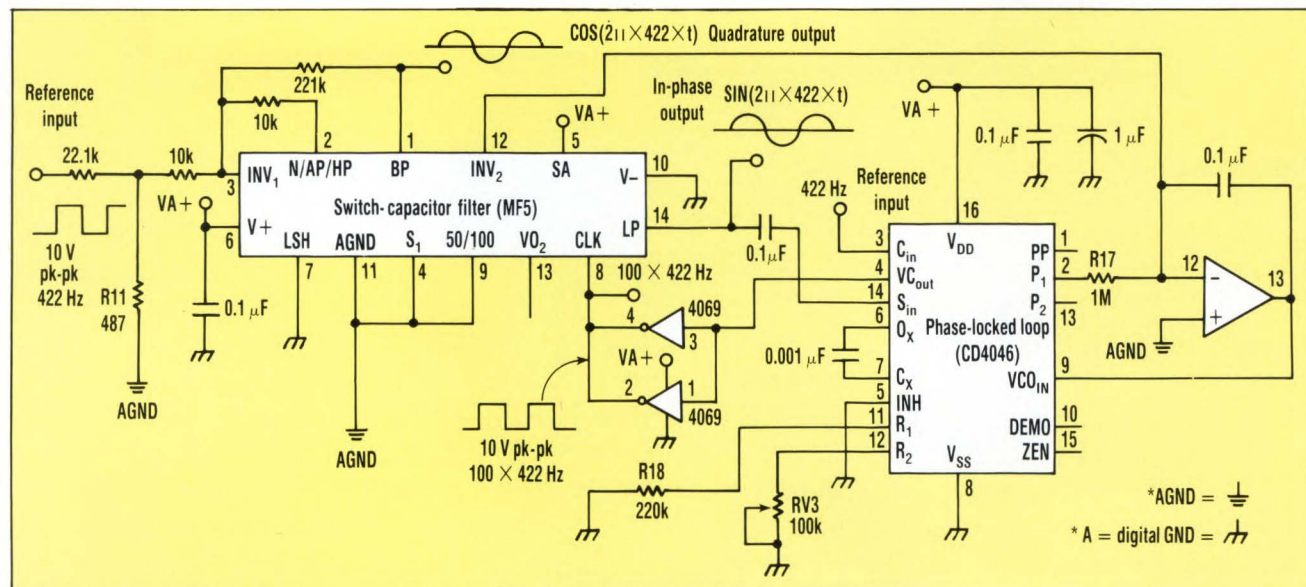 COS(2ıı×422×t) Quadrature output
Reference
input
221k
10k
22.1k
10k
10 V
pk-pk
422 Hz
R11
487
AGND
VA+
0.1 μF
2
1
12
VA+
5
3
INV1
N/AP/HP
BP
INV2
SA
10
V−
Switch-capacitor filter (MF5)
6
V+
14
LP
LSH
AGND
S1
50/100
VO2
CLK
7
11
4
9
13
8
100 × 422 Hz
AGND
In-phase
output
SIN(2ıı×422×t)
0.1 μF
4069
4
3
VA+
2
1
4069
10 V pk-pk
100 × 422 Hz
R18
220k
RV3
100k
0.001 μF
422 Hz
Reference
input
VA +
0.1 μF
1 μF
16
VDD
3
Cin
4
VCout
14
Sin
6
OX
7
CX
5
INH
11
R1
12
R2
Phase-locked loop
(CD4046)
PP
1
P1
2
P2
13
VCOIN
9
DEMO
10
ZEN
15
VSS
8
R17
1M
0.1 μF
12
−
+
13
AGND
*AGND =
* A = digital GND =